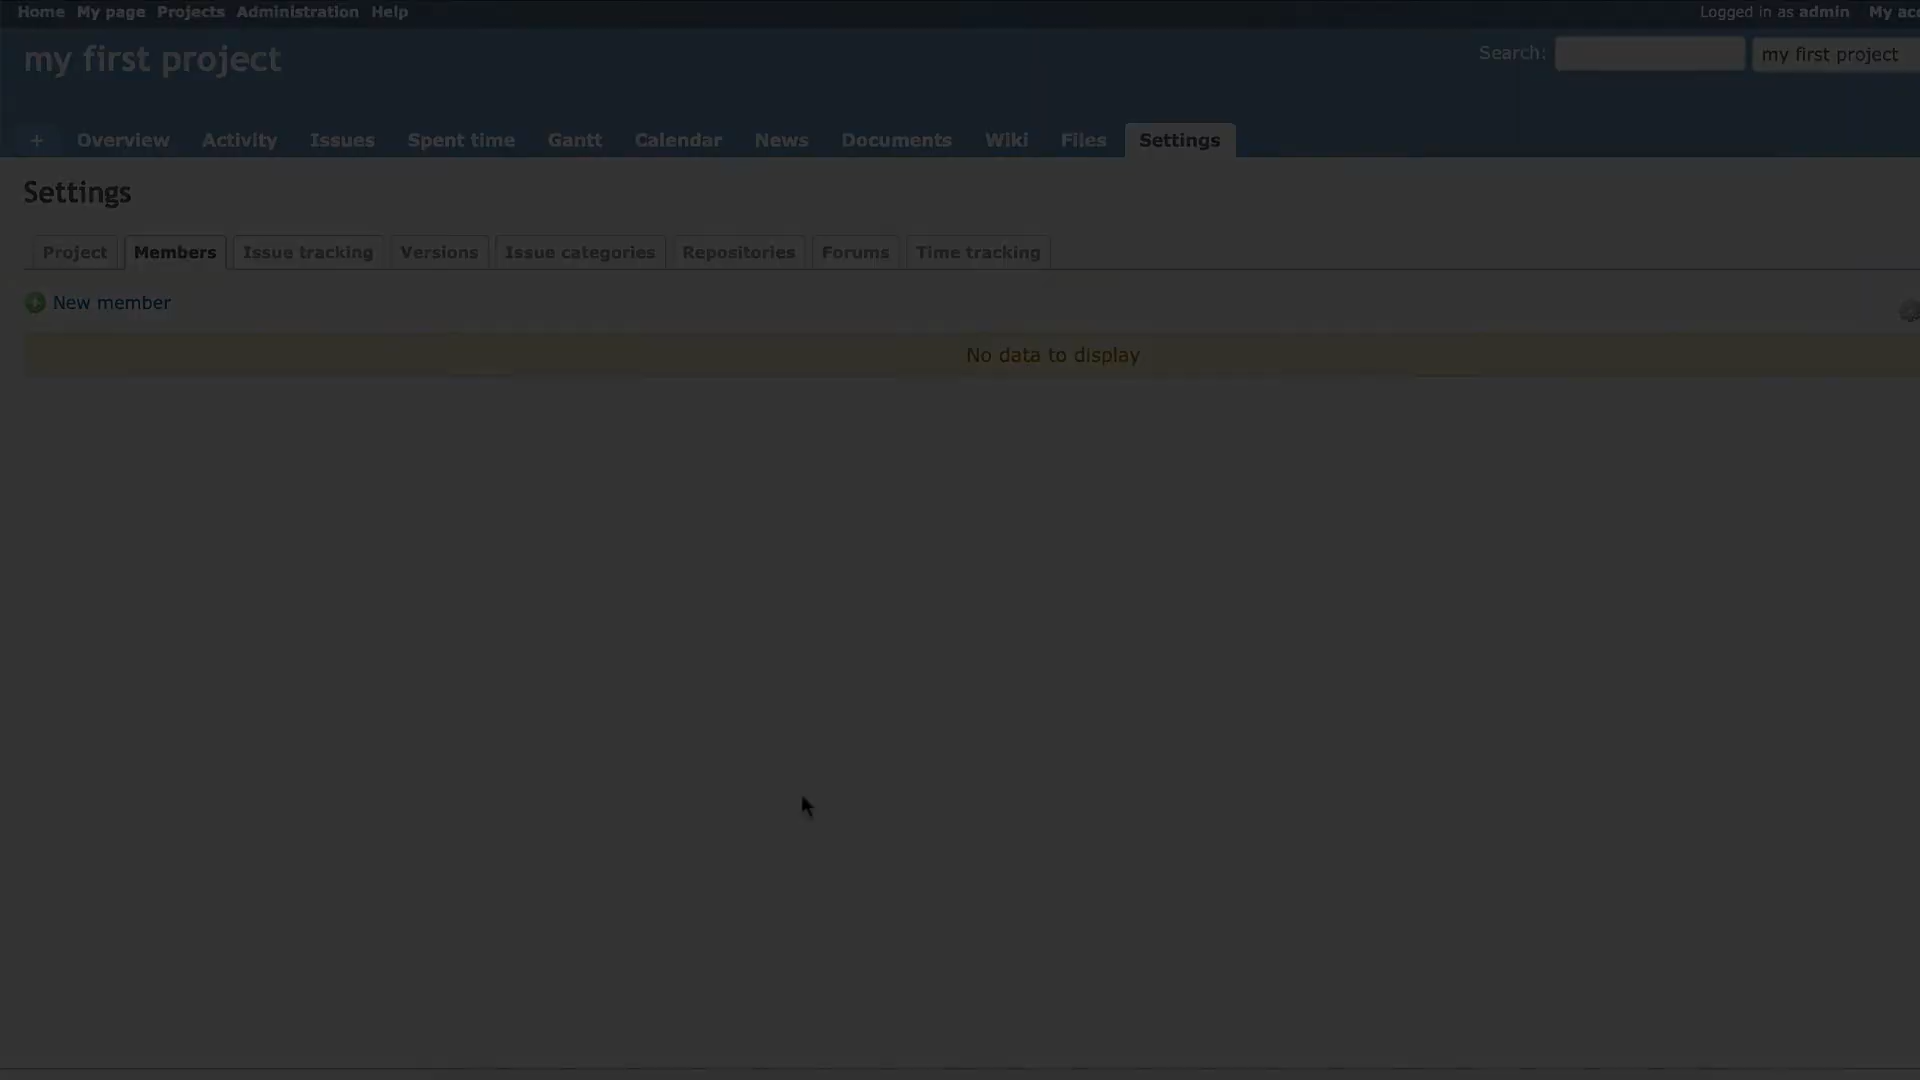 Home My page Projects Administration Help Logged in as admin My
my first project Search: my first project
+ Overview Activity Issues Spent time Gantt Calendar News Documents Wiki Files Settings
Settings
Project Members Issue tracking Versions Issue categories Repositories Forums Time tracking
New member
No data to display